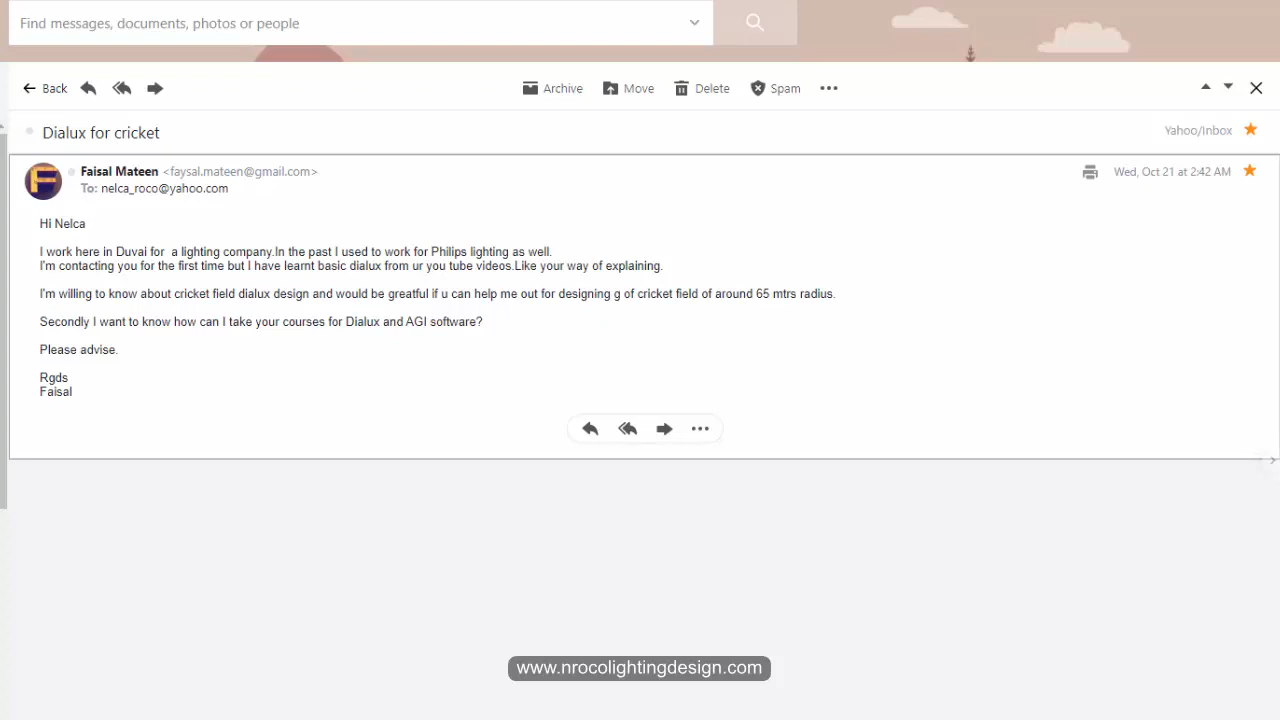 Find messages, documents, photos or people
Back
Archive
Move
Delete
Spam
Dialux for cricket
Yahoo/Inbox
F
Faisal Mateen <faysal.mateen@gmail.com>
Wed, Oct 21 at 2:42 AM
To: nelca_roco@yahoo.com
Hi Nelca
I work here in Duvai for  a lighting company.In the past I used to work for Philips lighting as well.
I'm contacting you for the first time but I have learnt basic dialux from ur you tube videos.Like your way of explaining.
I'm willing to know about cricket field dialux design and would be greatful if u can help me out for designing g of cricket field of around 65 mtrs radius.
Secondly I want to know how can I take your courses for Dialux and AGI software?
Please advise.
Rgds
Faisal
www.nrocolightingdesign.com